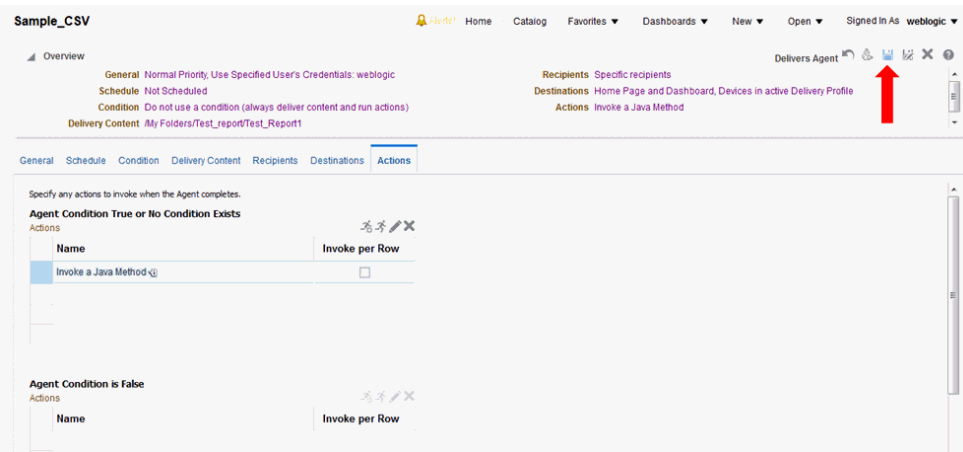 Sample_CSV
Home Catalog Favorites ▼ Dashboards ▼ New ▼ Open ▼ Signed In As weblogic ▼
Overview
Delivers Agent
General Normal Priority, Use Specified User's Credentials: weblogic
Schedule Not Scheduled
Condition Do not use a condition (always deliver content and run actions)
Delivery Content /My Folders/Test_report/Test_Report1
Recipients Specific recipients
Destinations Home Page and Dashboard, Devices in active Delivery Profile
Actions Invoke a Java Method
General Schedule Condition Delivery Content Recipients Destinations Actions
Specify any actions to invoke when the Agent completes.
Agent Condition True or No Condition Exists
Actions
Name Invoke per Row
Invoke a Java Method
Agent Condition is False
Actions
Name Invoke per Row